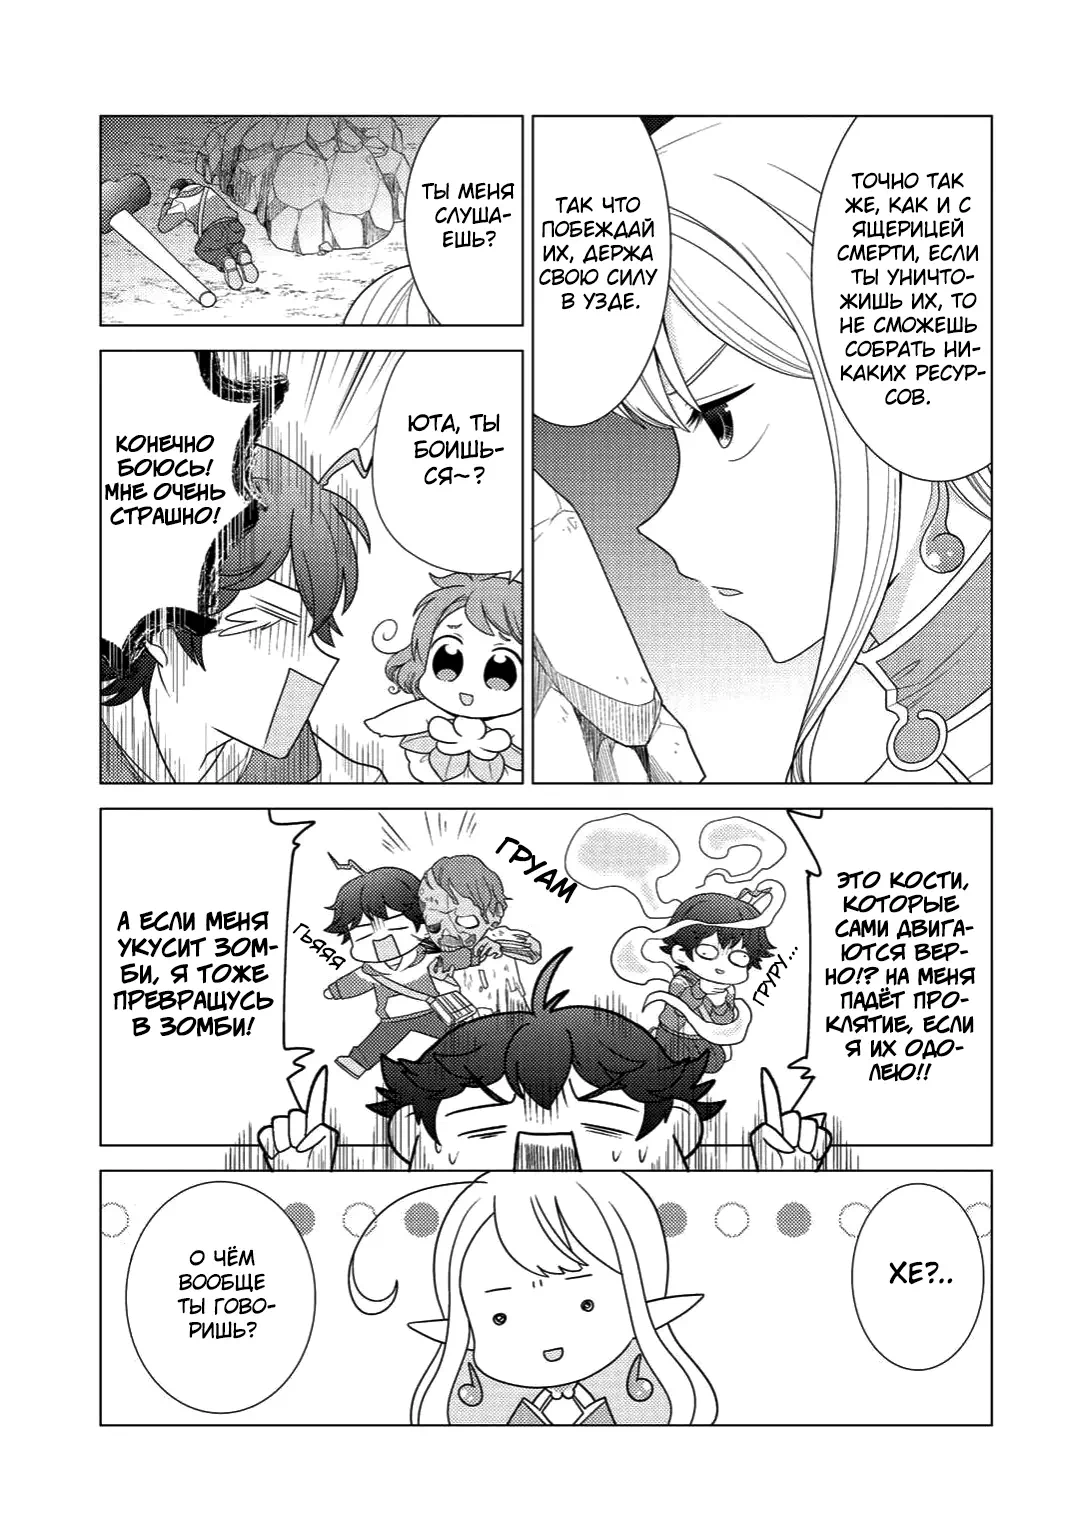 ТОЧНО ТАК
ЖЕ, КАК И С
ЯЩЕРИЦЕЙ
СМЕРТИ, ЕСЛИ
ТЫ УНИЧТО-
ЖИШЬ ИХ, ТО
НЕ СМОЖЕШЬ
СОБРАТЬ НИ-
КАКИХ РЕСУР-
СОВ.
ТАК ЧТО
ПОБЕЖДАЙ
ИХ, ДЕРЖА
СВОЮ СИЛУ
В УЗДЕ.
ТЫ МЕНЯ
СЛУША-
ЕШЬ?
ЮТА, ТЫ
БОИШЬ-
СЯ~?
КОНЕЧНО
БОЮСЬ!
МНЕ ОЧЕНЬ
СТРАШНО!
ЭТО КОСТИ,
КОТОРЫЕ
САМИ ДВИГА-
ЮТСЯ ВЕР-
НО!? НА МЕНЯ
ПАДЁТ ПРО-
КЛЯТИЕ, ЕСЛИ
Я ИХ ОДО-
ЛЕЮ!!
ГРУРУ...
ГРУАМ
ГЬЯЯЯ
А ЕСЛИ МЕНЯ
УКУСИТ ЗОМ-
БИ, Я ТОЖЕ
ПРЕВРАЩУСЬ
В ЗОМБИ!
ХЕ?..
О ЧЁМ
ВООБЩЕ
ТЫ ГОВО-
РИШЬ?